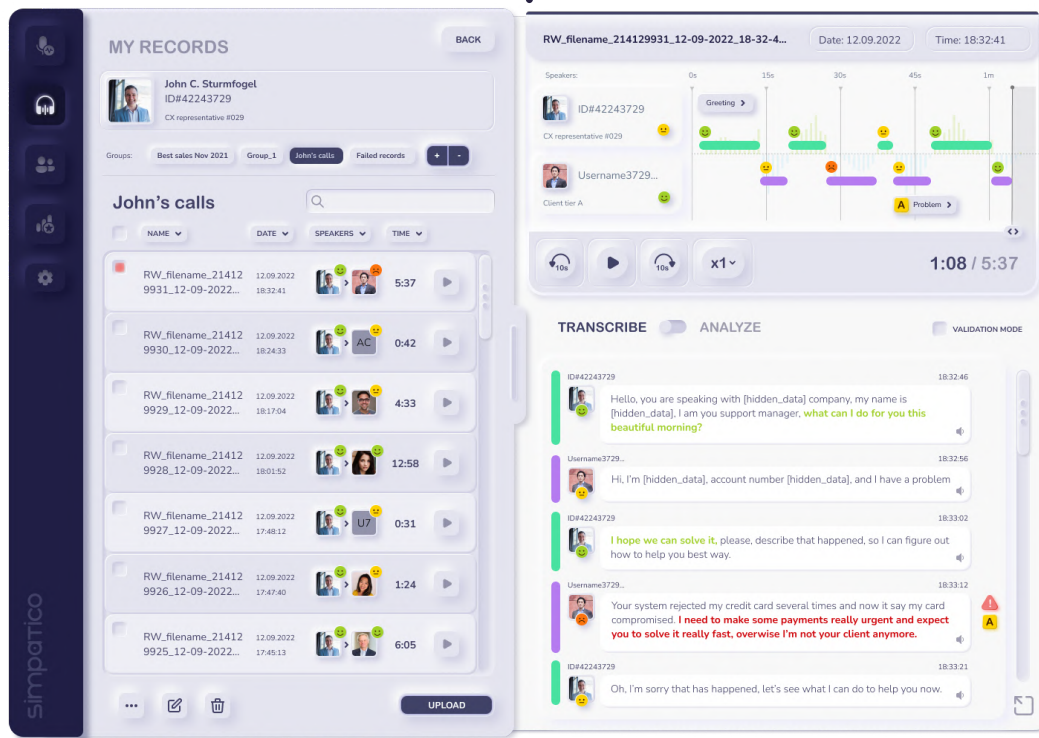 MY RECORDS
BACK
John C. Sturmfogel
ID#42243729
CX representative #029
Groups:
Best sales Nov 2021
Group_1
John's calls
Failed records
+ -
John's calls
NAME
DATE
SPEAKERS
TIME
RW_filename_21412
9931_12-09-2022...
12.09.2022
18:32:41
5:37
RW_filename_21412
9930_12-09-2022...
12.09.2022
18:24:33
AC
0:42
RW_filename_21412
9929_12-09-2022...
12.09.2022
18:17:04
4:33
RW_filename_21412
9928_12-09-2022...
12.09.2022
18:01:52
12:58
RW_filename_21412
9927_12-09-2022...
12.09.2022
17:48:12
U7
0:31
RW_filename_21412
9926_12-09-2022...
12.09.2022
17:47:40
1:24
RW_filename_21412
9925_12-09-2022...
12.09.2022
17:45:13
6:05
UPLOAD
simpatico
RW_filename_214129931_12-09-2022_18-32-4...
Date: 12.09.2022
Time: 18:32:41
Speakers:
0s
15s
30s
45s
1m
ID#42243729
CX representative #029
Username3729...
Client tier A
Greeting
A Problem
10s
10s
x1
1:08 / 5:37
TRANSCRIBE
ANALYZE
VALIDATION MODE
ID#42243729
18:32:46
Hello, you are speaking with [hidden_data] company, my name is
[hidden_data], I am you support manager, what can I do for you this
beautiful morning?
Username3729...
18:32:56
Hi, I'm [hidden_data], account number [hidden_data], and I have a problem
ID#42243729
18:33:02
I hope we can solve it, please, describe that happened, so I can figure out
how to help you best way.
Username3729...
18:33:12
Your system rejected my credit card several times and now it say my card
compromised. I need to make some payments really urgent and expect
you to solve it really fast, overwise I'm not your client anymore.
A
ID#42243729
18:33:21
Oh, I'm sorry that has happened, let's see what I can do to help you now.